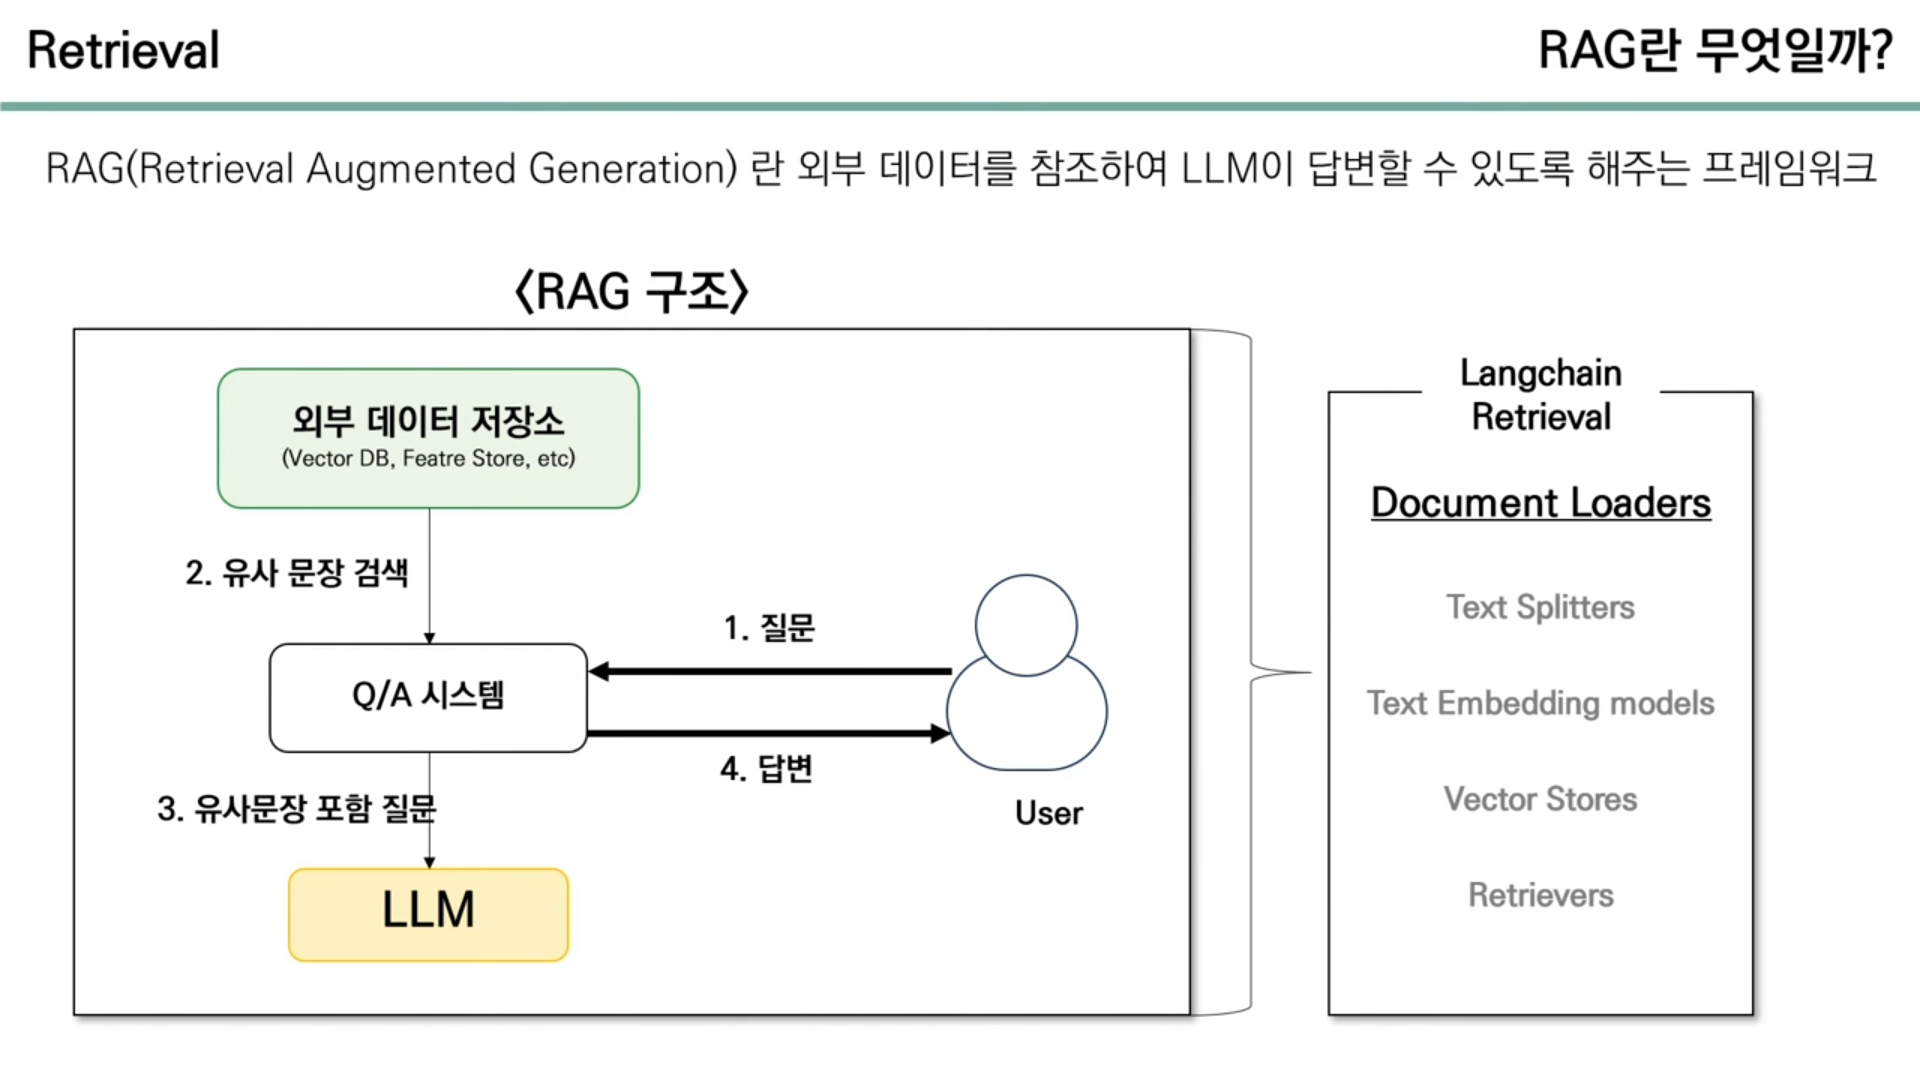 Retrieval
RAG란 무엇일까?
RAG(Retrieval Augmented Generation) 란 외부 데이터를 참조하여 LLM이 답변할 수 있도록 해주는 프레임워크
<RAG 구조>
외부 데이터 저장소
(Vector DB, Featre Store, etc)
2. 유사 문장 검색
1. 질문
Q/A 시스템
4. 답변
3. 유사문장 포함 질문
User
LLM
Langchain
Retrieval
Document Loaders
Text Splitters
Text Embedding models
Vector Stores
Retrievers